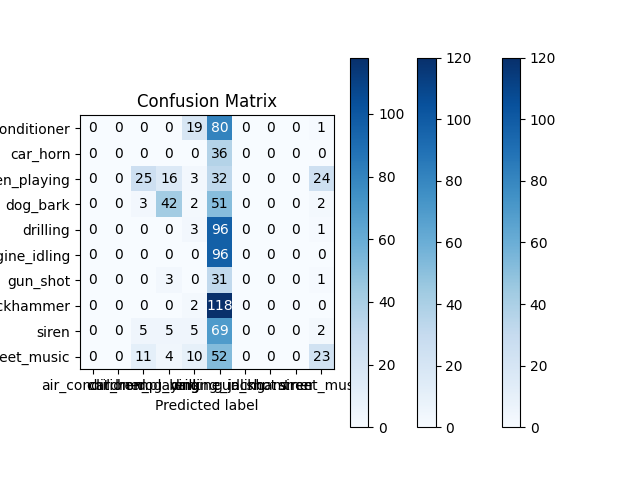 Confusion Matrix
onditioner 0 0 0 0 19 80 0 0 0 1
car_horn 0 0 0 0 0 36 0 0 0 0
en_playing 0 0 25 16 3 32 0 0 0 24
dog_bark 0 0 3 42 2 51 0 0 0 2
drilling 0 0 0 0 3 96 0 0 0 1
gine_idling 0 0 0 0 0 96 0 0 0 0
gun_shot 0 0 0 3 0 31 0 0 0 1
ckhammer 0 0 0 0 2 118 0 0 0 0
siren 0 0 5 5 5 69 0 0 0 2
eet_music 0 0 11 4 10 52 0 0 0 23
Predicted label
100
80
60
40
20
0
120
100
80
60
40
20
0
120
100
80
60
40
20
0